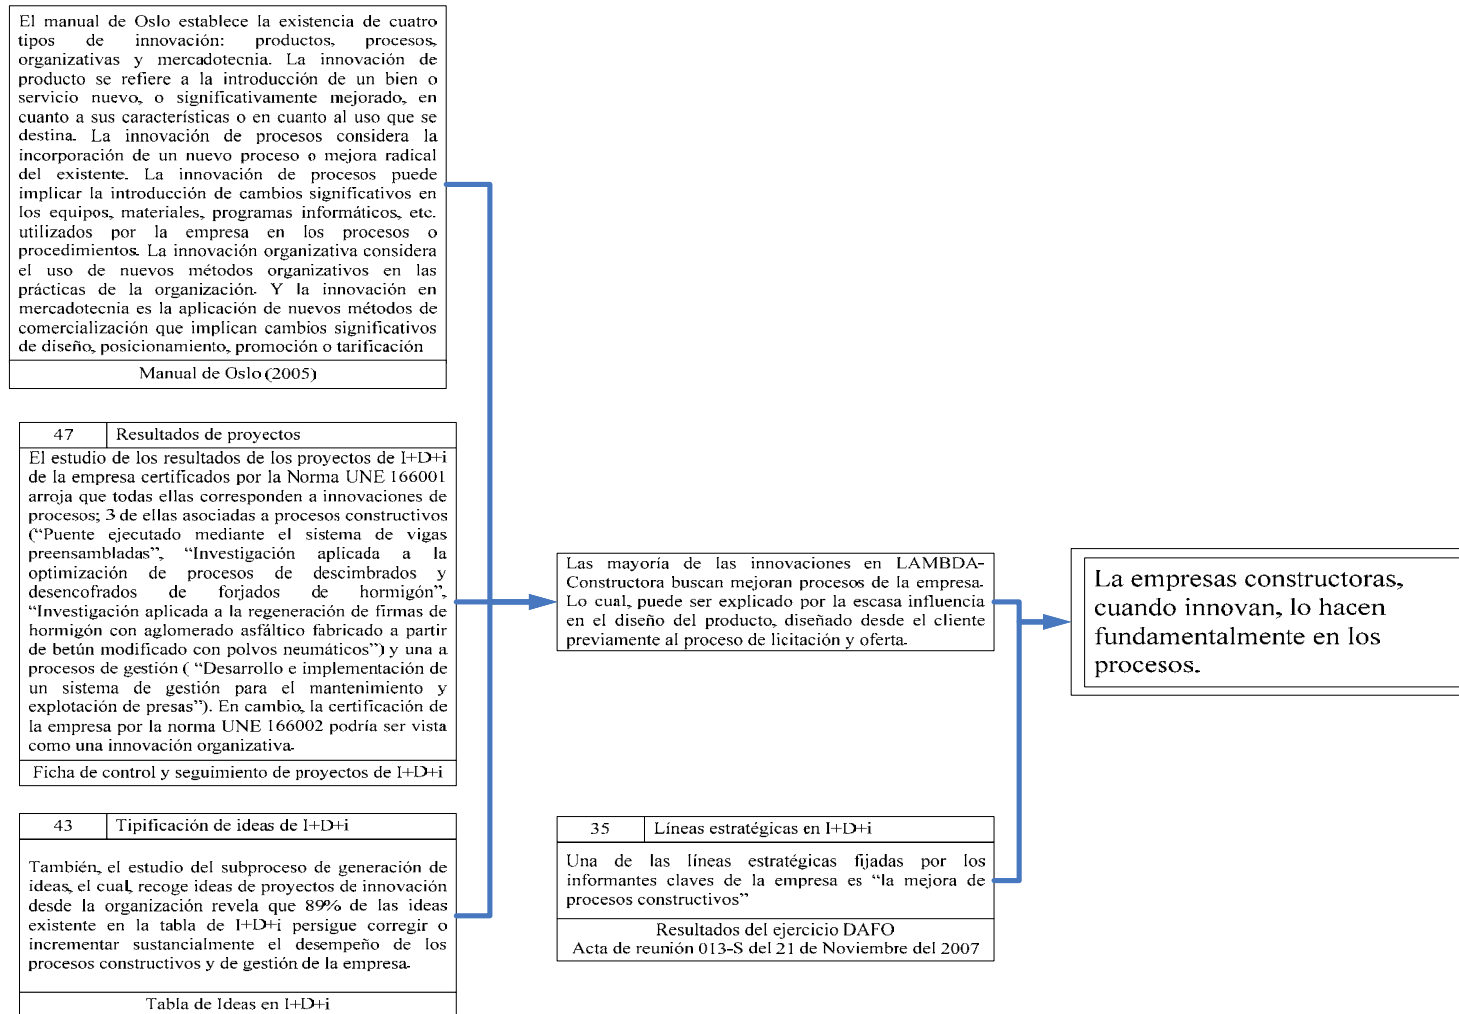 El manual de Oslo establece la existencia de cuatro
tipos de innovación: productos, procesos,
organizativas y mercadotecnia. La innovación de
producto se refiere a la introducción de un bien o
servicio nuevo, o significativamente mejorado, en
cuanto a sus características o en cuanto al uso que se
destina. La innovación de procesos considera la
incorporación de un nuevo proceso o mejora radical
del existente. La innovación de procesos puede
implicar la introducción de cambios significativos en
los equipos, materiales, programas informáticos, etc.
utilizados por la empresa en los procesos o
procedimientos. La innovación organizativa considera
el uso de nuevos métodos organizativos en las
prácticas de la organización. Y la innovación en
mercadotecnia es la aplicación de nuevos métodos de
comercialización que implican cambios significativos
de diseño, posicionamiento, promoción o tarificación
Manual de Oslo (2005)
47 Resultados de proyectos
El estudio de los resultados de los proyectos de I+D+i
de la empresa certificados por la Norma UNE 166001
arroja que todas ellas corresponden a innovaciones de
procesos; 3 de ellas asociadas a procesos constructivos
(“Puente ejecutado mediante el sistema de vigas
preensambladas”, “Investigación aplicada a la
optimización de procesos de descimbrados y
desencofrados de forjados de hormigón”,
“Investigación aplicada a la regeneración de firmas de
hormigón con aglomerado asfáltico fabricado a partir
de betún modificado con polvos neumáticos”) y una a
procesos de gestión ( “Desarrollo e implementación de
un sistema de gestión para el mantenimiento y
explotación de presas”). En cambio, la certificación de
la empresa por la norma UNE 166002 podría ser vista
como una innovación organizativa.
Ficha de control y seguimiento de proyectos de I+D+i
43 Tipificación de ideas de I+D+i
También, el estudio del subproceso de generación de
ideas, el cual, recoge ideas de proyectos de innovación
desde la organización revela que 89% de las ideas
existente en la tabla de I+D+i persigue corregir o
incrementar sustancialmente el desempeño de los
procesos constructivos y de gestión de la empresa.
Tabla de Ideas en I+D+i
Las mayoría de las innovaciones en LAMBDA-
Constructora buscan mejoran procesos de la empresa.
Lo cual, puede ser explicado por la escasa influencia
en el diseño del producto, diseñado desde el cliente
previamente al proceso de licitación y oferta.
35 Líneas estratégicas en I+D+i
Una de las líneas estratégicas fijadas por los
informantes claves de la empresa es “la mejora de
procesos constructivos”
Resultados del ejercicio DAFO
Acta de reunión 013-S del 21 de Noviembre del 2007
La empresas constructoras,
cuando innovan, lo hacen
fundamentalmente en los
procesos.